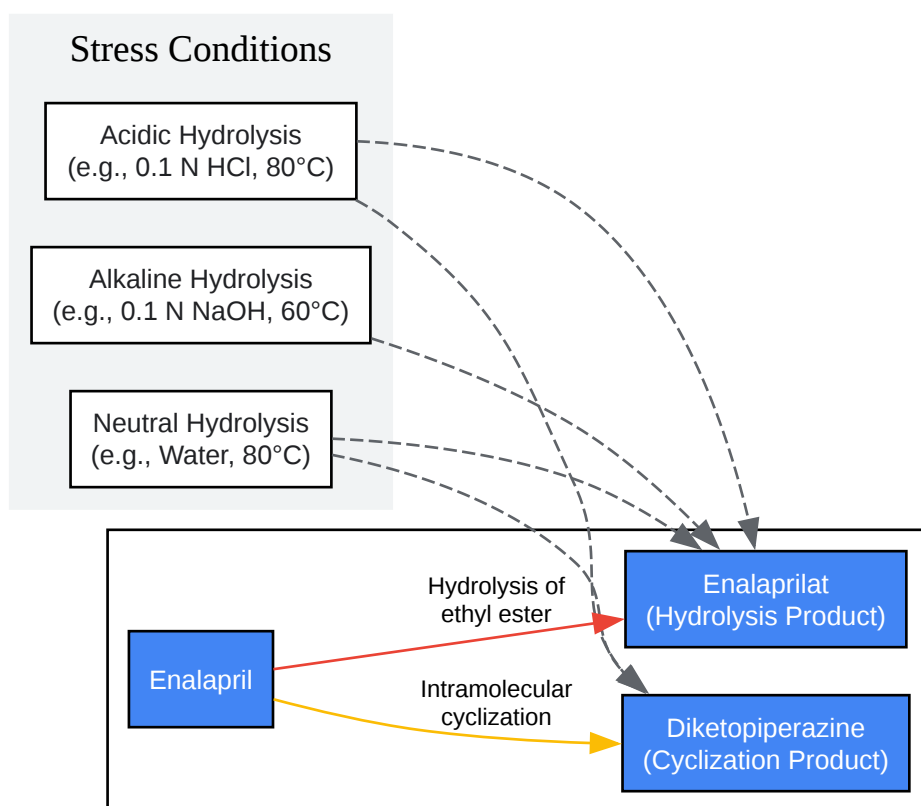 Stress Conditions
Acidic Hydrolysis
(e.g., 0.1 N HCl, 80°C)
Alkaline Hydrolysis
(e.g., 0.1 N NaOH, 60°C)
Neutral Hydrolysis
(e.g., Water, 80°C)
Hydrolysis of
ethyl ester
Enalaprilat
(Hydrolysis Product)
Enalapril
Intramolecular
cyclization
Diketopiperazine
(Cyclization Product)